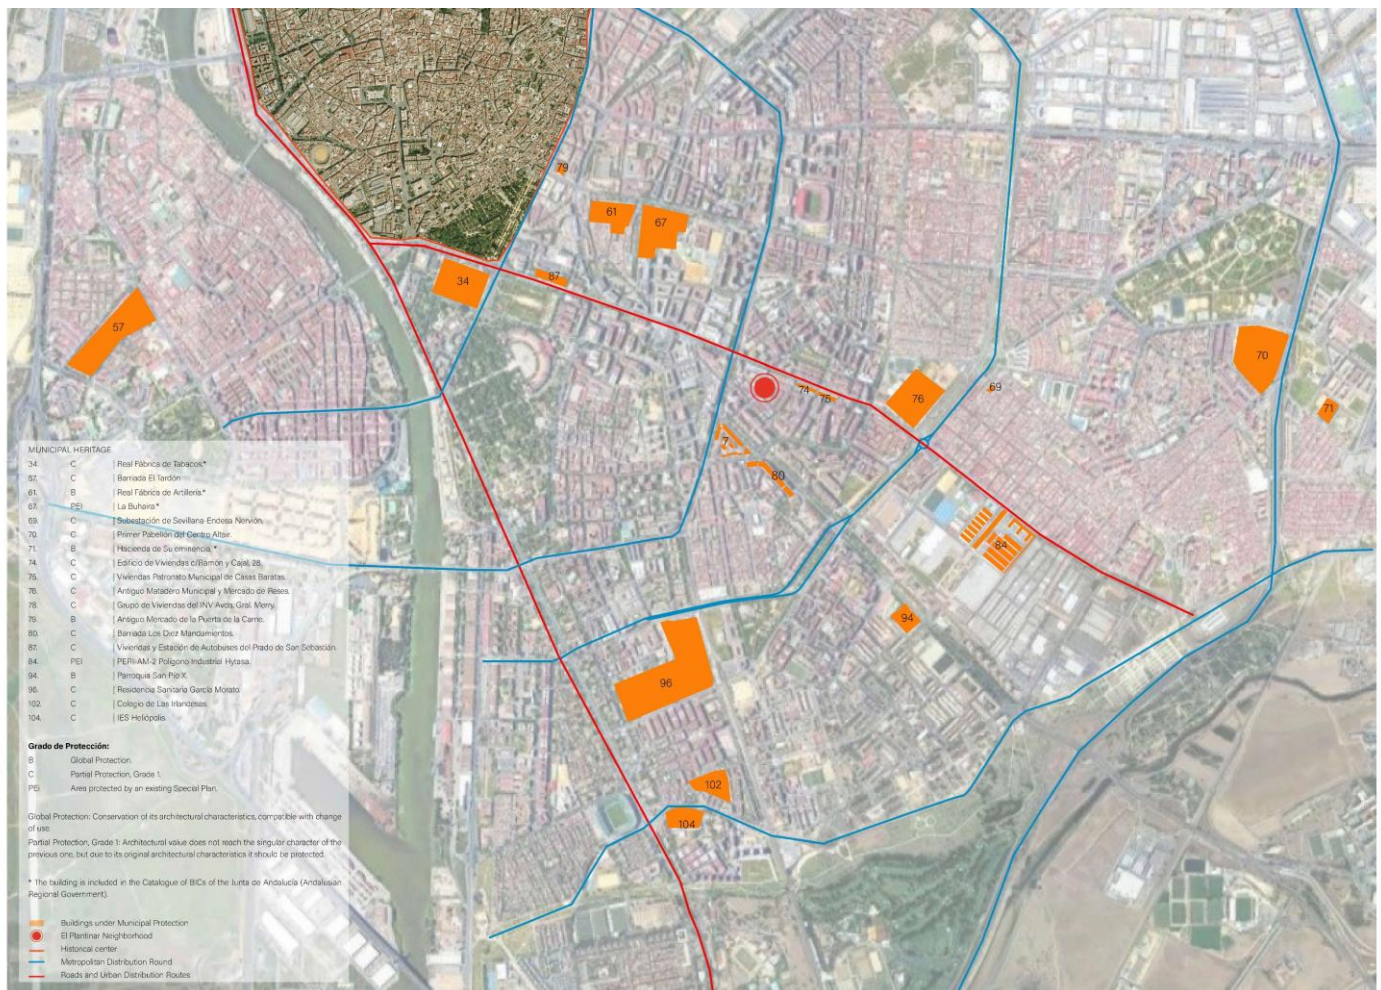 79
61
67
34
87
57
70
74
75
76
69
71
7
80
84
94
96
102
104
MUNICIPAL HERITAGE
34. C | Real Fábrica de Tabacos.*
57. C | Barriada El Tardón
61. B | Real Fábrica de Artillería.*
67. PEI | La Buhaira*
69. C | Subestación de Sevillana-Endesa Nervión.
70. C | Primer Pabellón del Centro Altair.
71. B | Hacienda de Su eminencia. *
74. C | Edificio de Viviendas c/Ramón y Cajal, 28.
75. C | Viviendas Patronato Municipal de Casas Baratas.
76. C | Antiguo Matadero Municipal y Mercado de Reses.
78. C | Grupo de Viviendas del INV Avda. Gral. Merry.
79. B | Antiguo Mercado de la Puerta de la Carne.
80. C | Barriada Los Diez Mandamientos.
87. C | Viviendas y Estación de Autobuses del Prado de San Sebastián.
84. PEI | PERI-AM-2 Polígono Industrial Hytasa.
94. B | Parroquia San Pío X.
96. C | Residencia Sanitaria García Morato.
102. C | Colegio de Las Irlandesas.
104. C | IES Heliópolis.
Grado de Protección:
B Global Protection.
C Partial Protection, Grade 1.
PEI Area protected by an existing Special Plan.
Global Protection: Conservation of its architectural characteristics, compatible with change
of use.
Partial Protection, Grade 1: Architectural value does not reach the singular character of the
previous one, but due to its original architectural characteristics it should be protected.
* The building is included in the Catalogue of BICs of the Junta de Andalucía (Andalusian
Regional Government).
Buildings under Municipal Protection
El Plantinar Neighborhood
Historical center
Metropolitan Distribution Round
Roads and Urban Distribution Routes